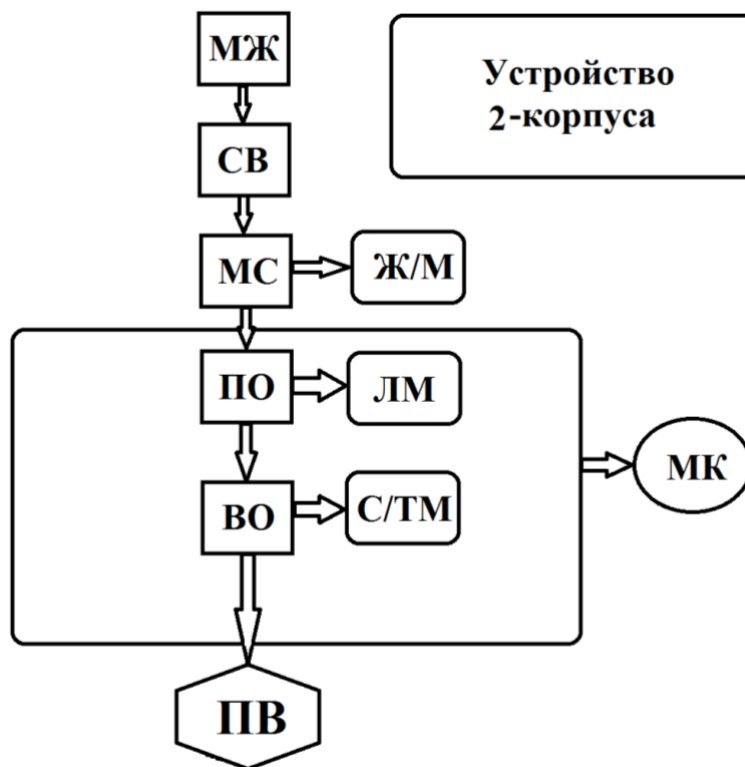 МЖ
Устройство
2-корпуса
СВ
МС
Ж/М
ПО
ЛМ
МК
ВО
С/ТМ
ПВ